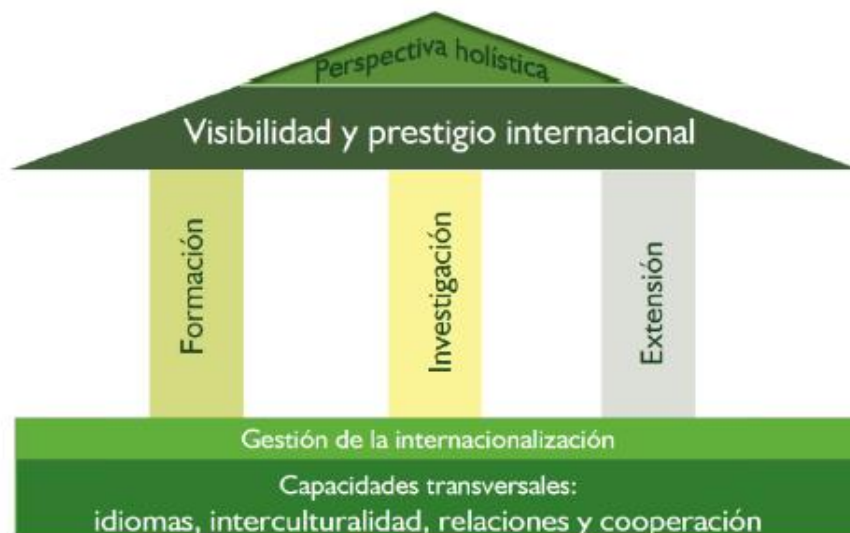 Perspectiva holística
Visibilidad y prestigio internacional
Formación
Investigación
Extensión
Gestión de la internacionalización
Capacidades transversales:
idiomas, interculturalidad, relaciones y cooperación